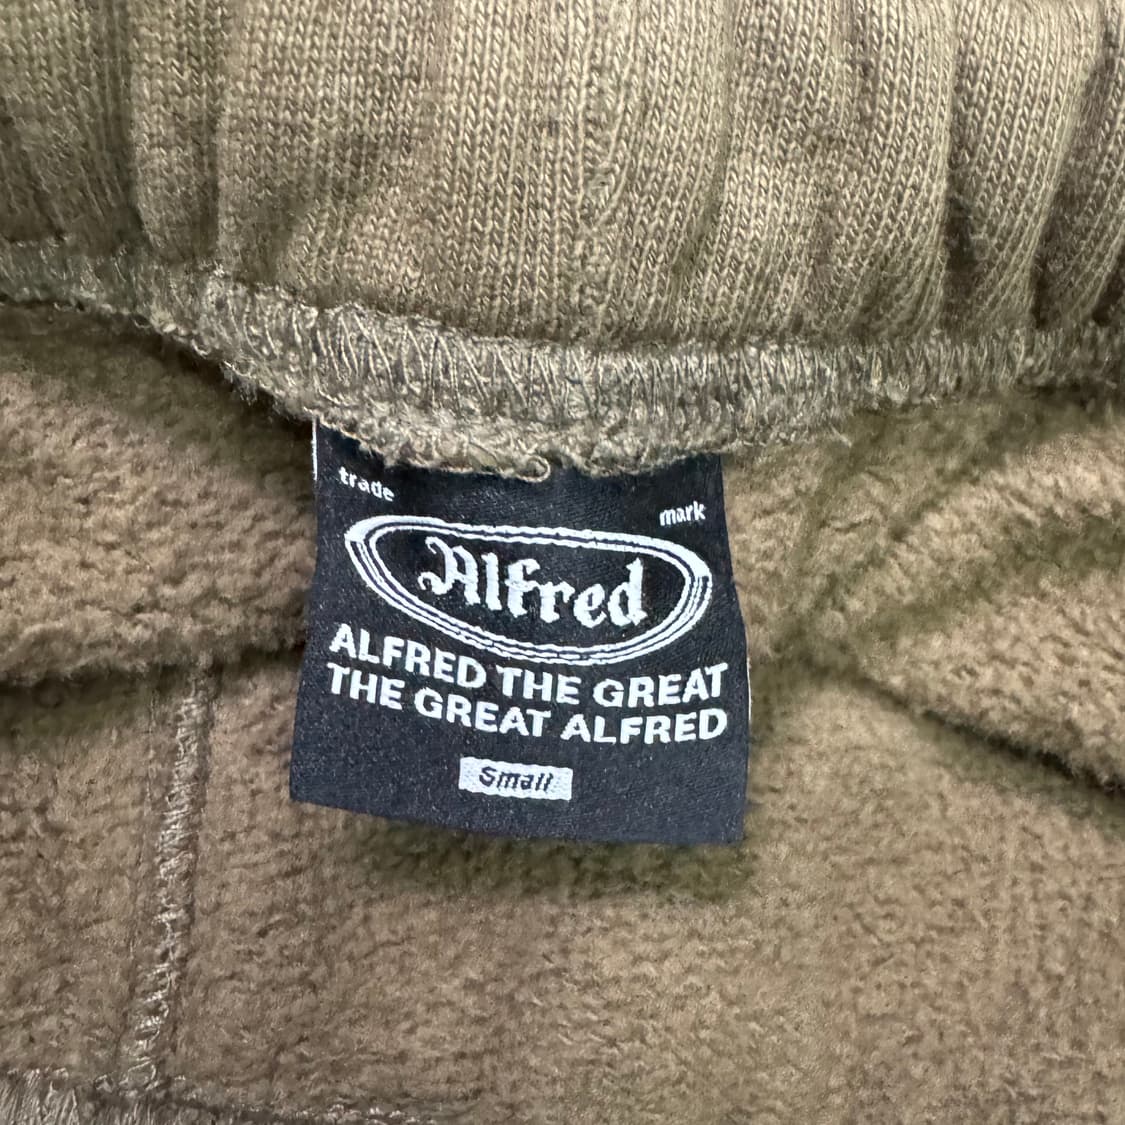 trade
mark
Alfred
ALFRED THE GREAT
THE GREAT ALFRED
Small